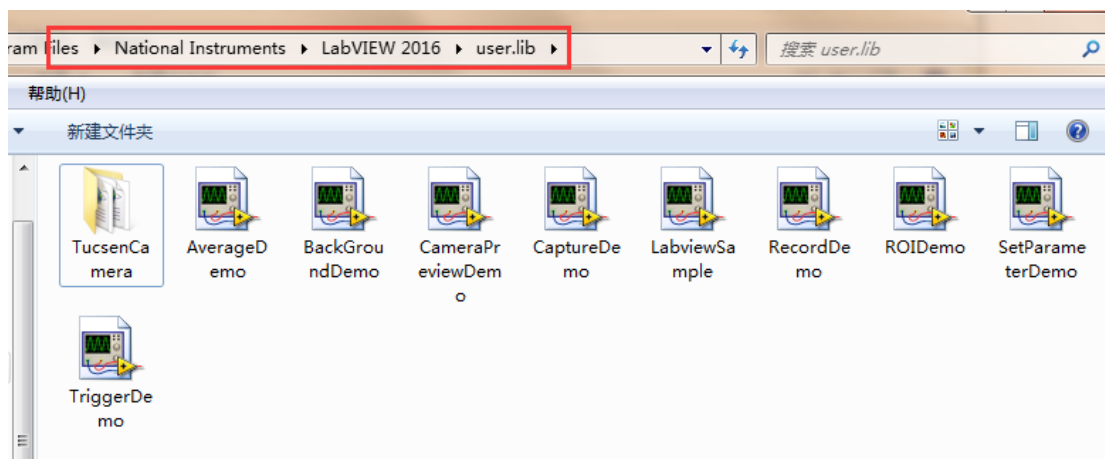 ram Files ▸ National Instruments ▸ LabVIEW 2016 ▸ user.lib ▸ 搜索 user.lib
帮助(H)
新建文件夹
TucsenCa
mera
AverageD
emo
BackGrou
ndDemo
CameraPr
eviewDem
o
CaptureDe
mo
LabviewSa
mple
RecordDe
mo
ROIDemo
SetParame
terDemo
TriggerDe
mo